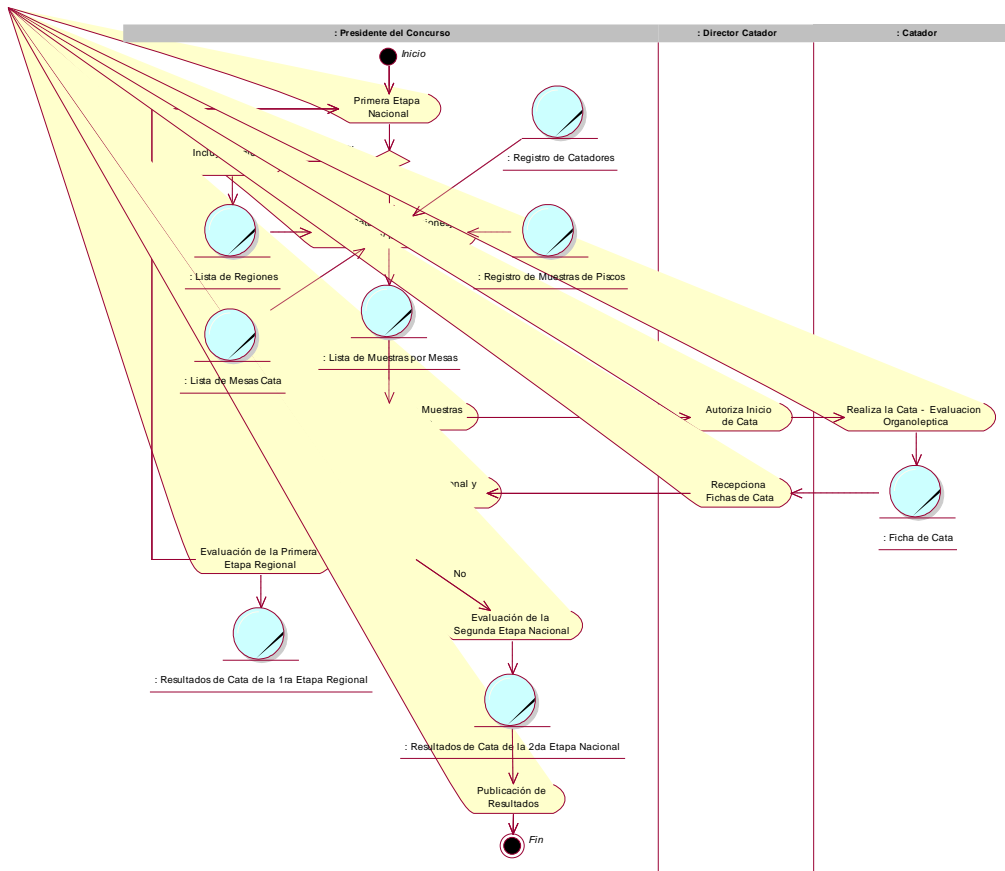 : Presidente del Concurso
: Director Catador
: Catador
Inicio
Primera Etapa
Nacional
: Registro de Catadores
: Lista de Regiones
: Registro de Muestras de Piscos
: Lista de Muestras por Mesas
: Lista de Mesas Cata
Muestras
Autoriza Inicio
de Cata
Realiza la Cata - Evaluacion
Organoleptica
Recepciona
Fichas de Cata
: Ficha de Cata
Evaluación de la Primera
Etapa Regional
No
Evaluación de la
Segunda Etapa Nacional
: Resultados de Cata de la 1ra Etapa Regional
: Resultados de Cata de la 2da Etapa Nacional
Publicación de
Resultados
Fin